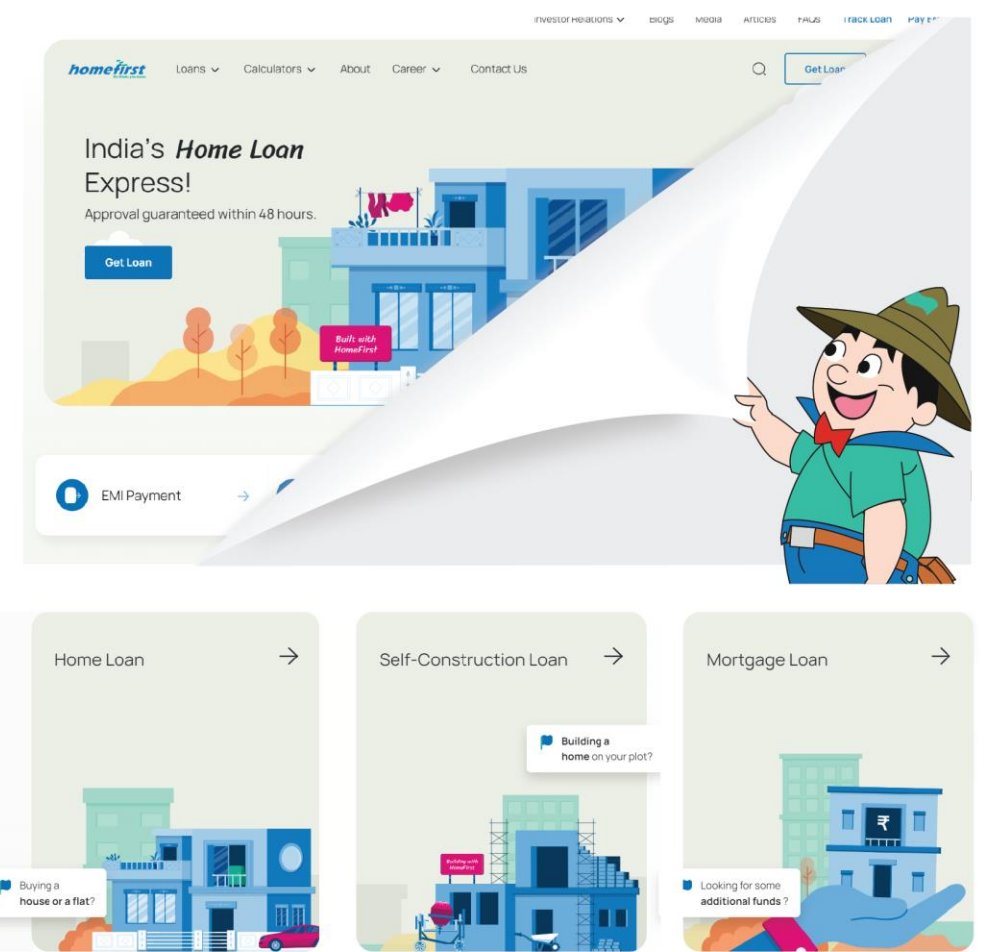 Investor Relations
Blogs
Media
Articles
FAQs
Track Loan
homefirst
Loans
Calculators
About
Career
Contact Us
Get Loan
India's Home Loan
Express!
Approval guaranteed within 48 hours.
Get Loan
Built with
HomeFirst
EMI Payment
Home Loan
Self-Construction Loan
Mortgage Loan
Building a
home on your plot?
Building with
HomeFirst
₹
Buying a
house or a flat?
Looking for some
additional funds ?